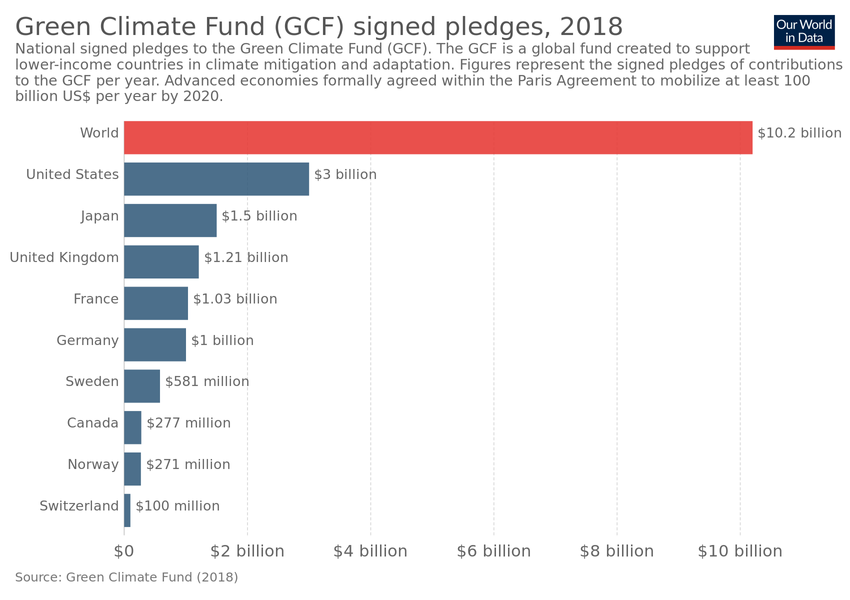 Green Climate Fund (GCF) signed pledges, 2018
Our World
in Data
National signed pledges to the Green Climate Fund (GCF). The GCF is a global fund created to support
lower-income countries in climate mitigation and adaptation. Figures represent the signed pledges of contributions
to the GCF per year. Advanced economies formally agreed within the Paris Agreement to mobilize at least 100
billion US$ per year by 2020.
World $10.2 billion
United States $3 billion
Japan $1.5 billion
United Kingdom $1.21 billion
France $1.03 billion
Germany $1 billion
Sweden $581 million
Canada $277 million
Norway $271 million
Switzerland $100 million
$0 $2 billion $4 billion $6 billion $8 billion $10 billion
Source: Green Climate Fund (2018)